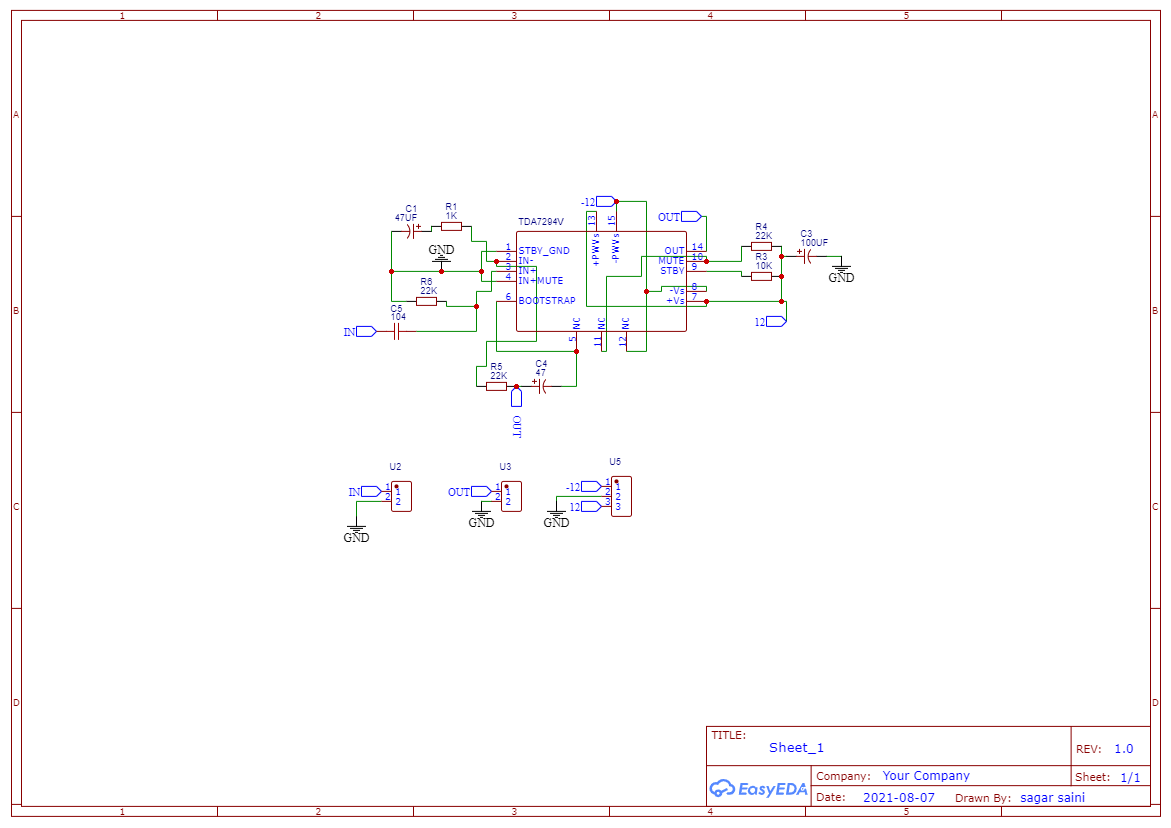 1 2 3 4 5
A A
B B
C C
D D
C1
47UF
R1
1K
GND
R6
22K
C5
104
IN
TDA7294V
1 STBY_GND
2 IN-
3 IN+
4 IN+MUTE
6 BOOTSTRAP
-12
13
15
+PWVs
-PWVs
OUT
OUT 14
MUTE 10
STBY 9
-Vs 8
+Vs 7
NC
NC
NC
5
11
12
R4
22K
R3
10K
C3
100UF
GND
12
R5
22K
C4
47
OUT
U2
IN 1 1
2 2
GND
U3
OUT 1 1
2 2
GND
U5
-12 1 1
2 2
12 3 3
GND
TITLE:
Sheet_1
REV: 1.0
EasyEDA
Company: Your Company
Sheet: 1/1
Date: 2021-08-07 Drawn By: sagar saini
1 2 3 4 5